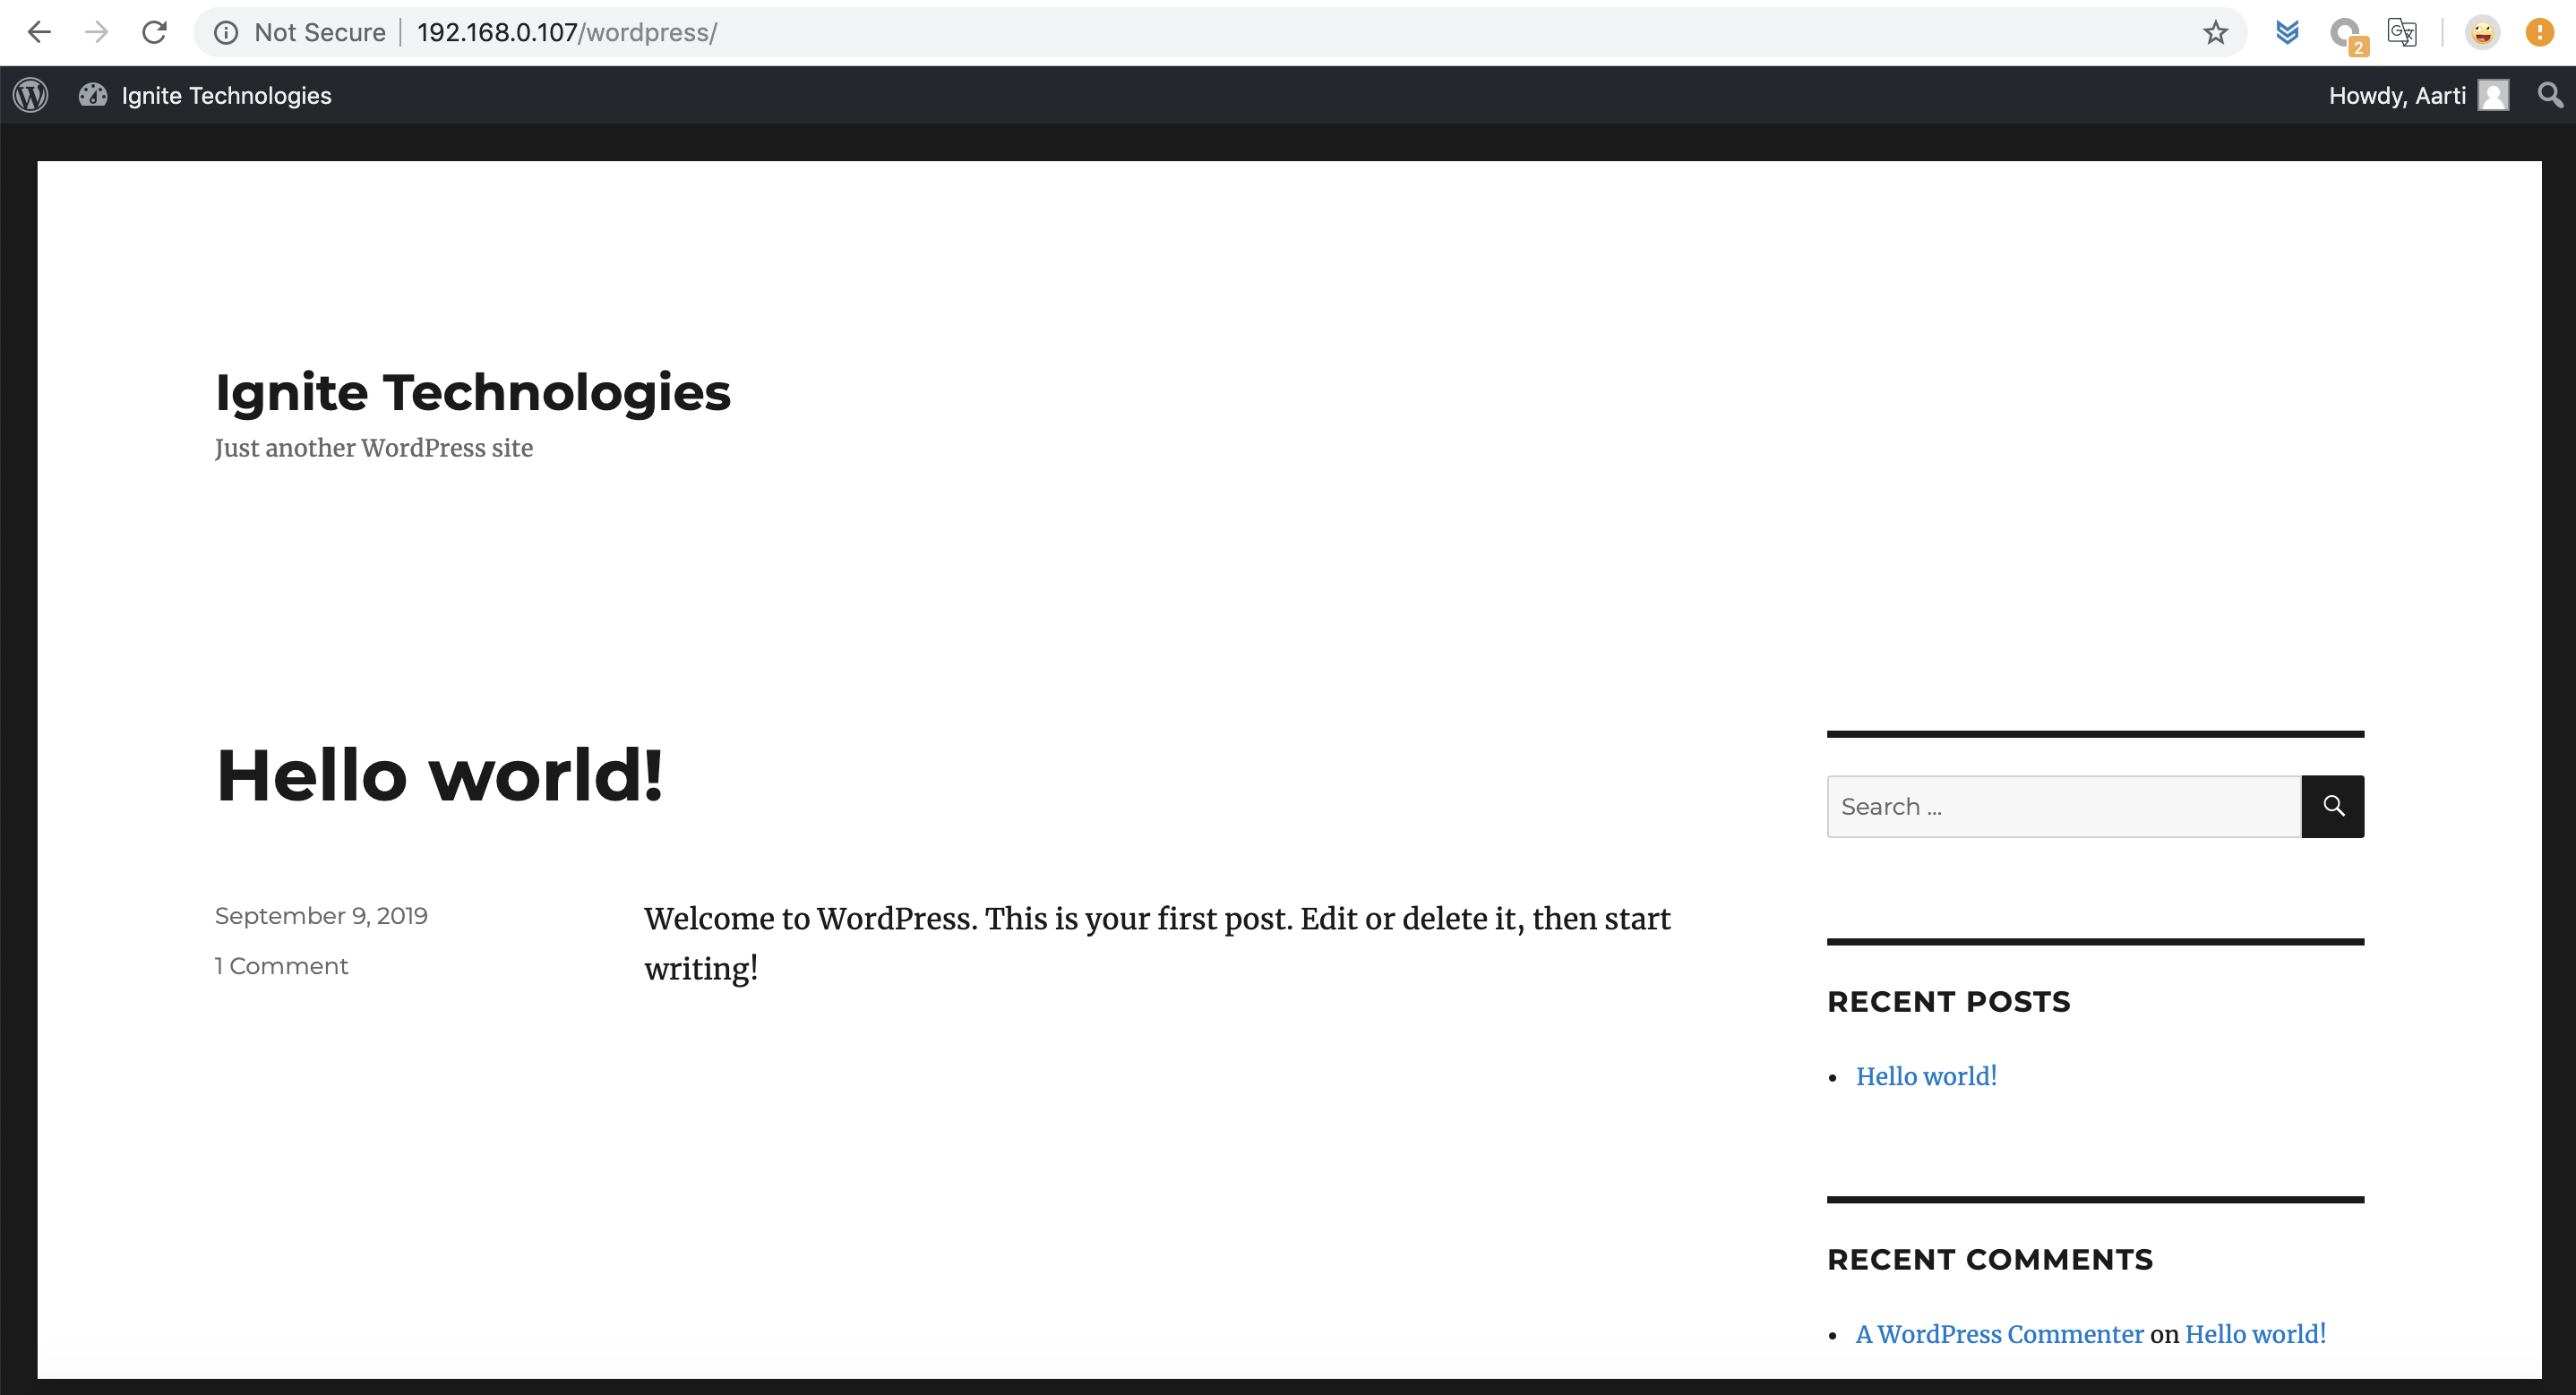 Not Secure | 192.168.0.107/wordpress/
2
Ignite Technologies
Howdy, Aarti
Ignite Technologies
Just another WordPress site
Hello world!
September 9, 2019
1 Comment
Welcome to WordPress. This is your first post. Edit or delete it, then start
writing!
Search ...
RECENT POSTS
• Hello world!
RECENT COMMENTS
• A WordPress Commenter on Hello world!